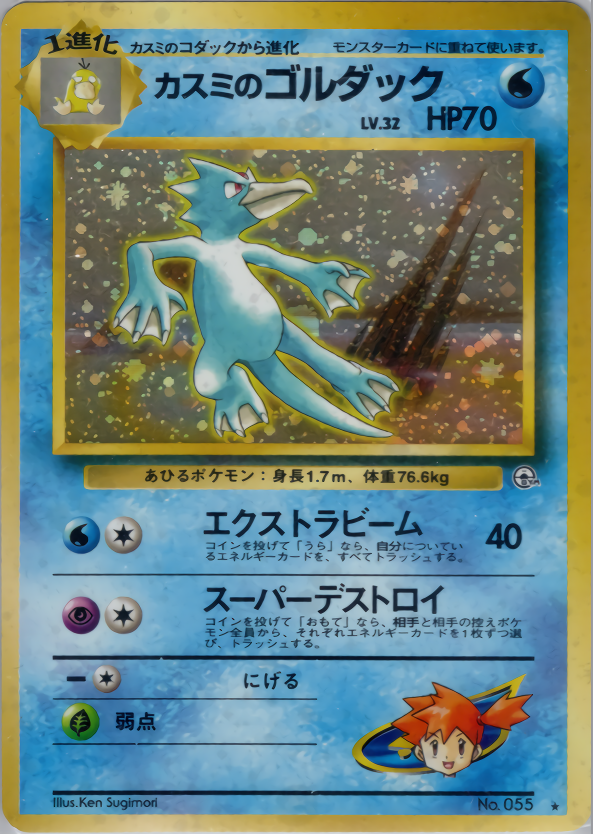 1進化
カスミのコダックから進化
モンスターカードに重ねて使います。
カスミのゴルダック
LV.32 HP70
あひるポケモン：身長1.7m、体重76.6kg
GYM
エクストラビーム 40
コインを投げて「うら」なら、自分についてい
るエネルギーカードを、すべてトラッシュする。
スーパーデストロイ
コインを投げて「おもて」なら、相手と相手の控えポケ
モン全員から、それぞれエネルギーカードを1枚ずつ選
び、トラッシュする。
ー にげる
弱点
Illus.Ken Sugimori
No. 055 ★